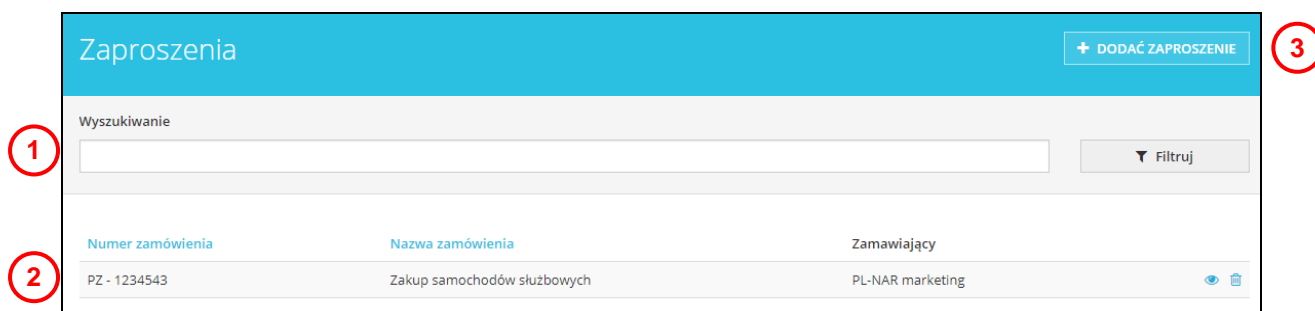 Zaproszenia
+ DODAĆ ZAPROSZENIE
3
Wyszukiwanie
1
Filtruj
Numer zamówienia Nazwa zamówienia Zamawiający
2
PZ - 1234543 Zakup samochodów służbowych PL-NAR marketing